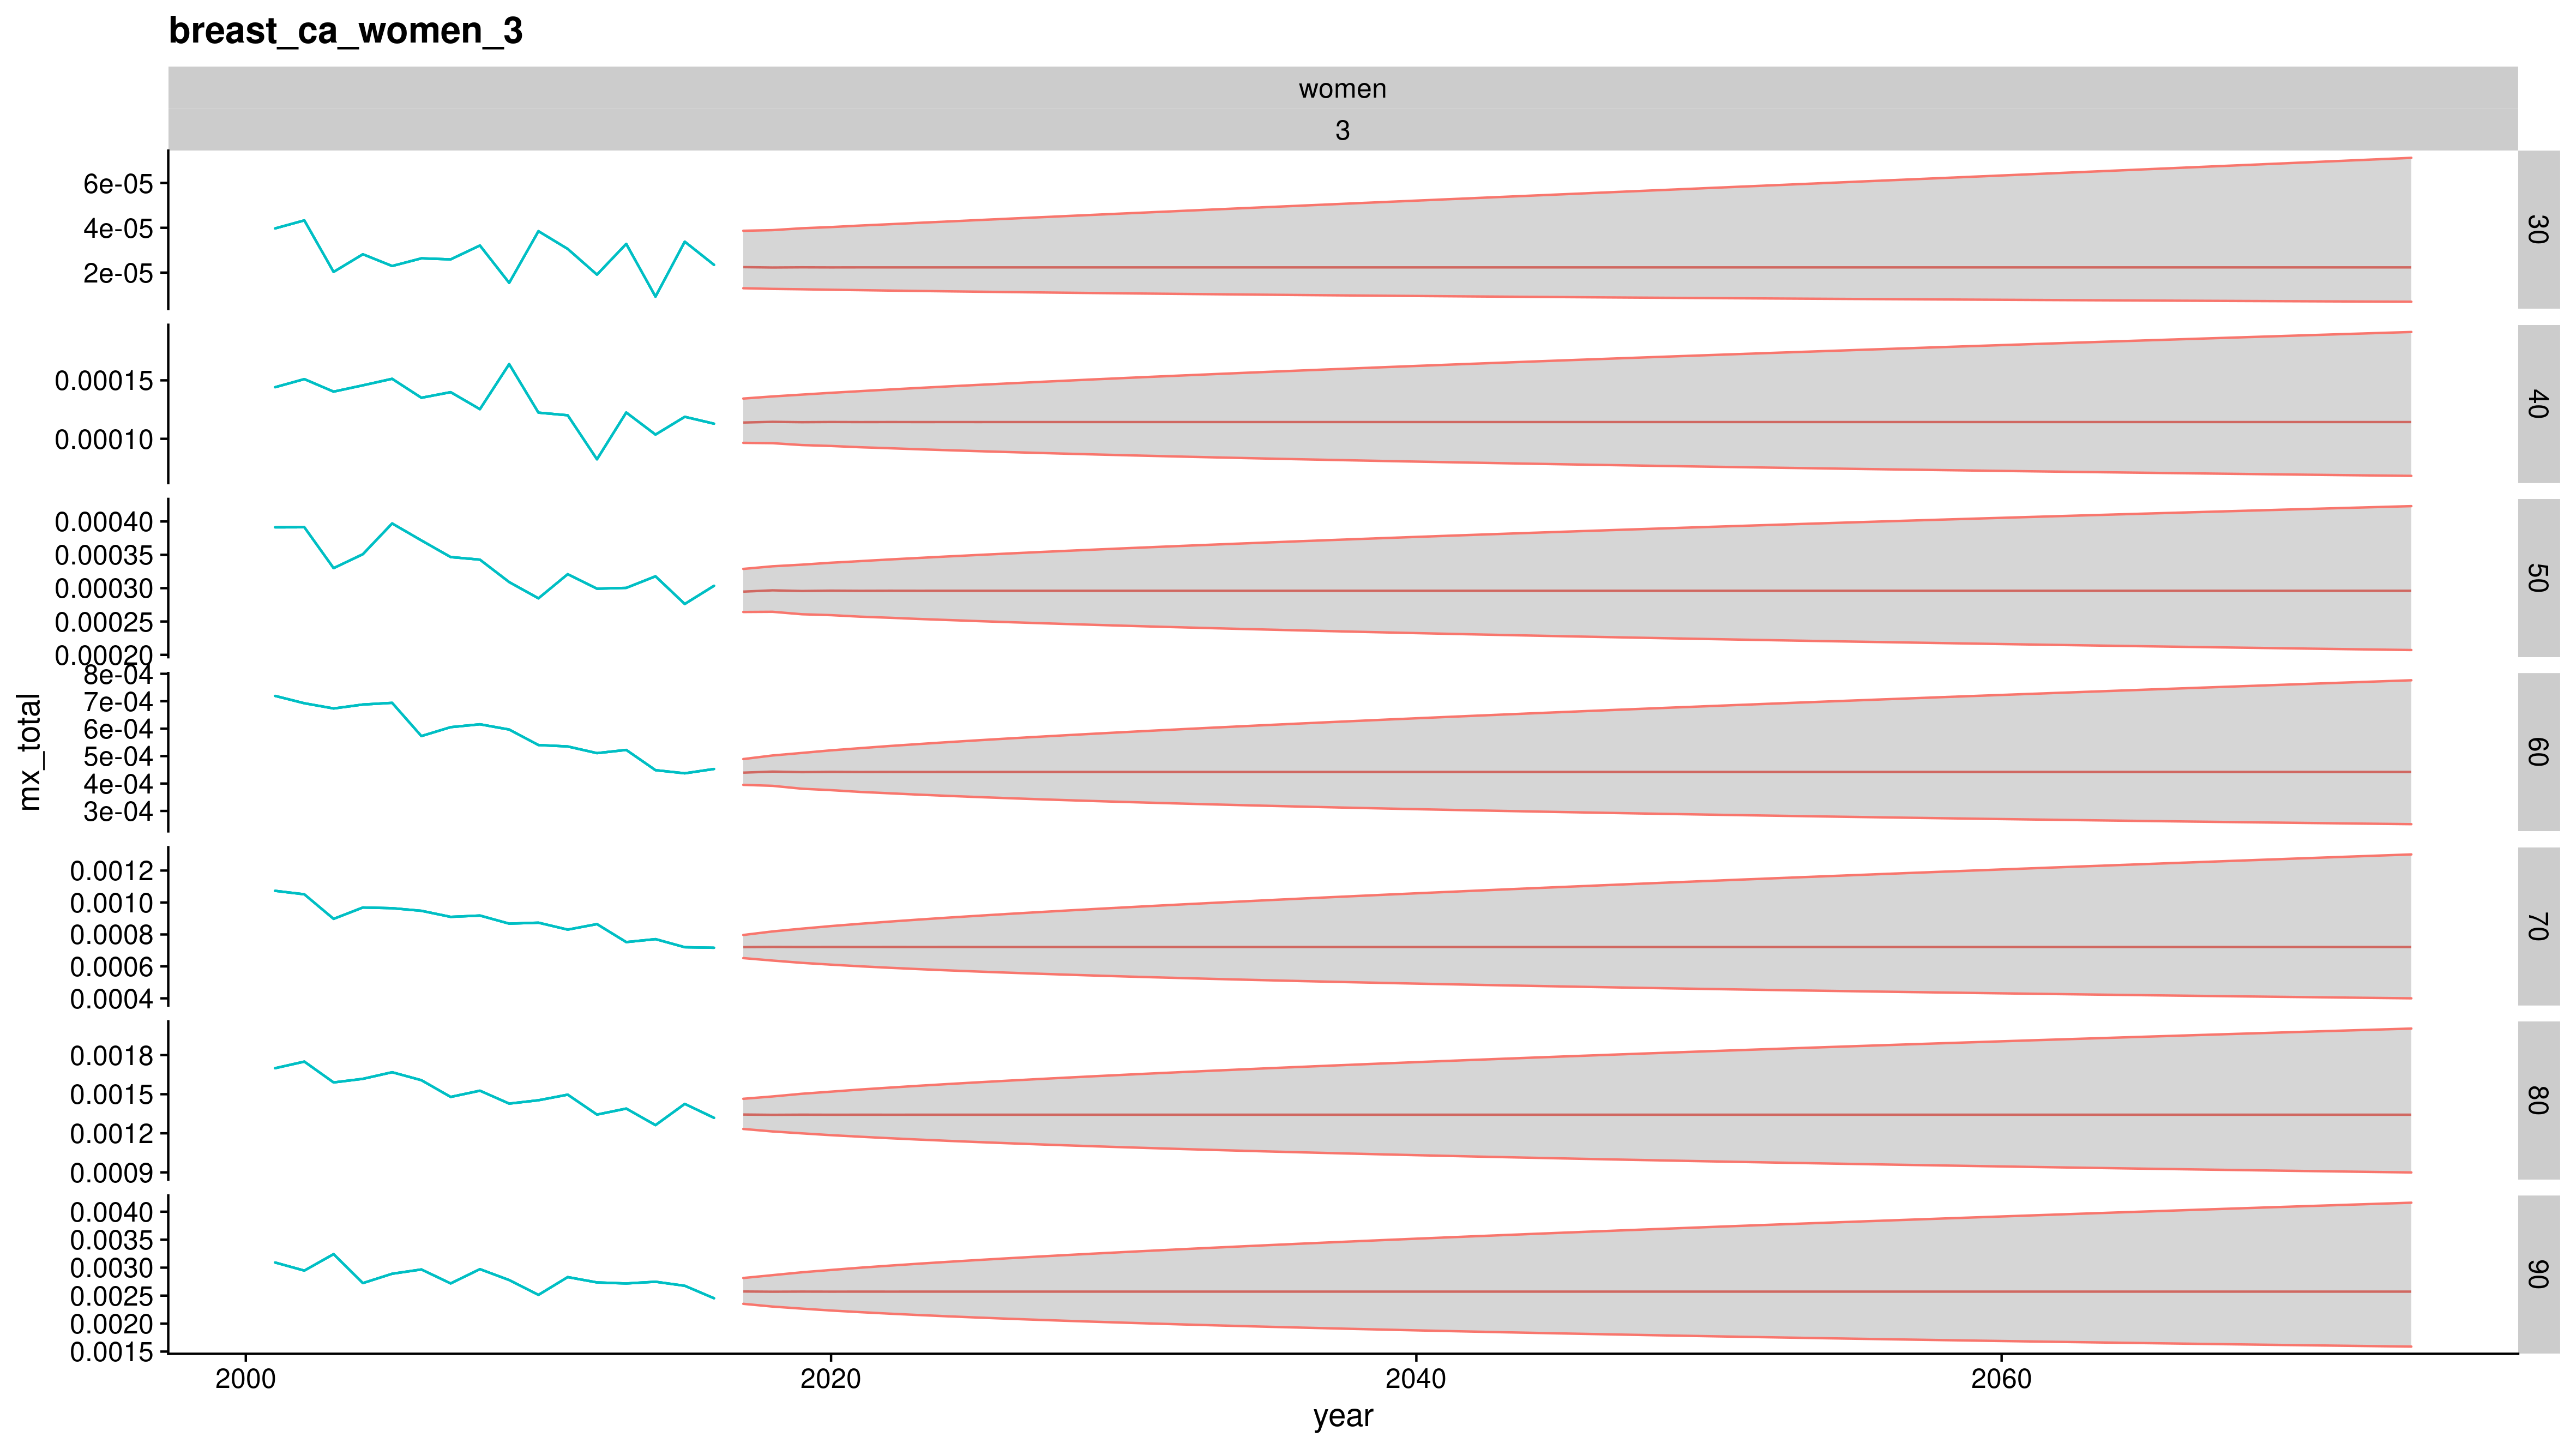 breast_ca_women_3
women
3
6e-05
4e-05
2e-05
30
0.00015
0.00010
40
0.00040
0.00035
0.00030
0.00025
0.00020
50
8e-04
7e-04
6e-04
5e-04
4e-04
3e-04
60
0.0012
0.0010
0.0008
0.0006
0.0004
70
0.0018
0.0015
0.0012
0.0009
80
0.0040
0.0035
0.0030
0.0025
0.0020
0.0015
90
mx_total
2000 2020 2040 2060
year